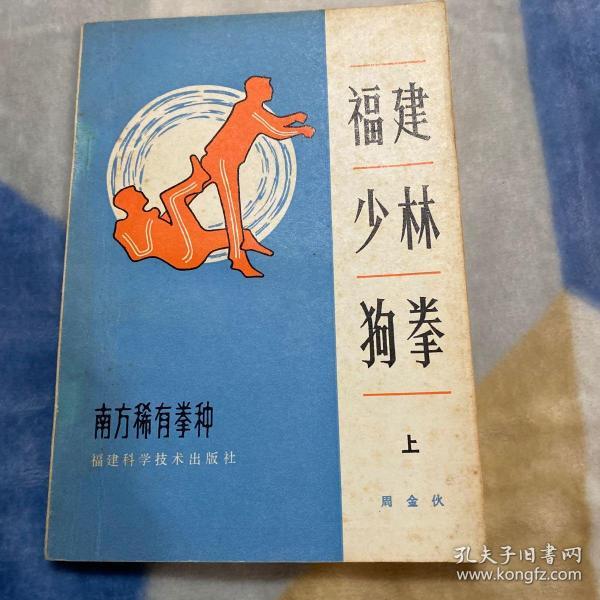 福建
少林
狗拳
上
周金伙
南方稀有拳种
福建科学技术出版社
孔夫子旧书网
www.kongfz.com